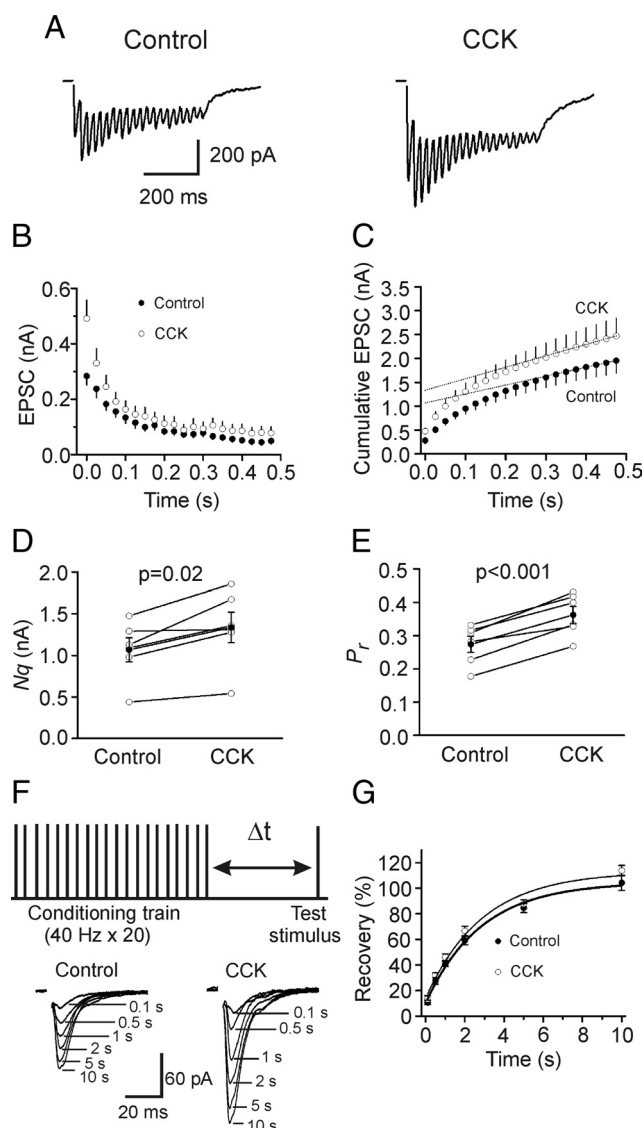 A
Control
CCK
200 pA
200 ms
B
EPSC (nA)
0.6
0.4
0.2
0.0
Control
CCK
0.0 0.1 0.2 0.3 0.4 0.5
Time (s)
C
Cumulative EPSC (nA)
3.5
3.0
2.5
2.0
1.5
1.0
0.5
0.0
CCK
Control
0.0 0.1 0.2 0.3 0.4 0.5
Time (s)
D
Nq (nA)
2.0
1.5
1.0
0.5
0.0
p=0.02
Control CCK
E
Pr
0.5
0.4
0.3
0.2
0.1
0.0
p<0.001
Control CCK
F
Δt
Conditioning train
(40 Hz x 20)
Test
stimulus
Control
0.1 s
0.5 s
1 s
2 s
5 s
10 s
60 pA
20 ms
CCK
0.1 s
0.5 s
1 s
2 s
5 s
10 s
G
Recovery (%)
120
100
80
60
40
20
0
Control
CCK
0 2 4 6 8 10
Time (s)